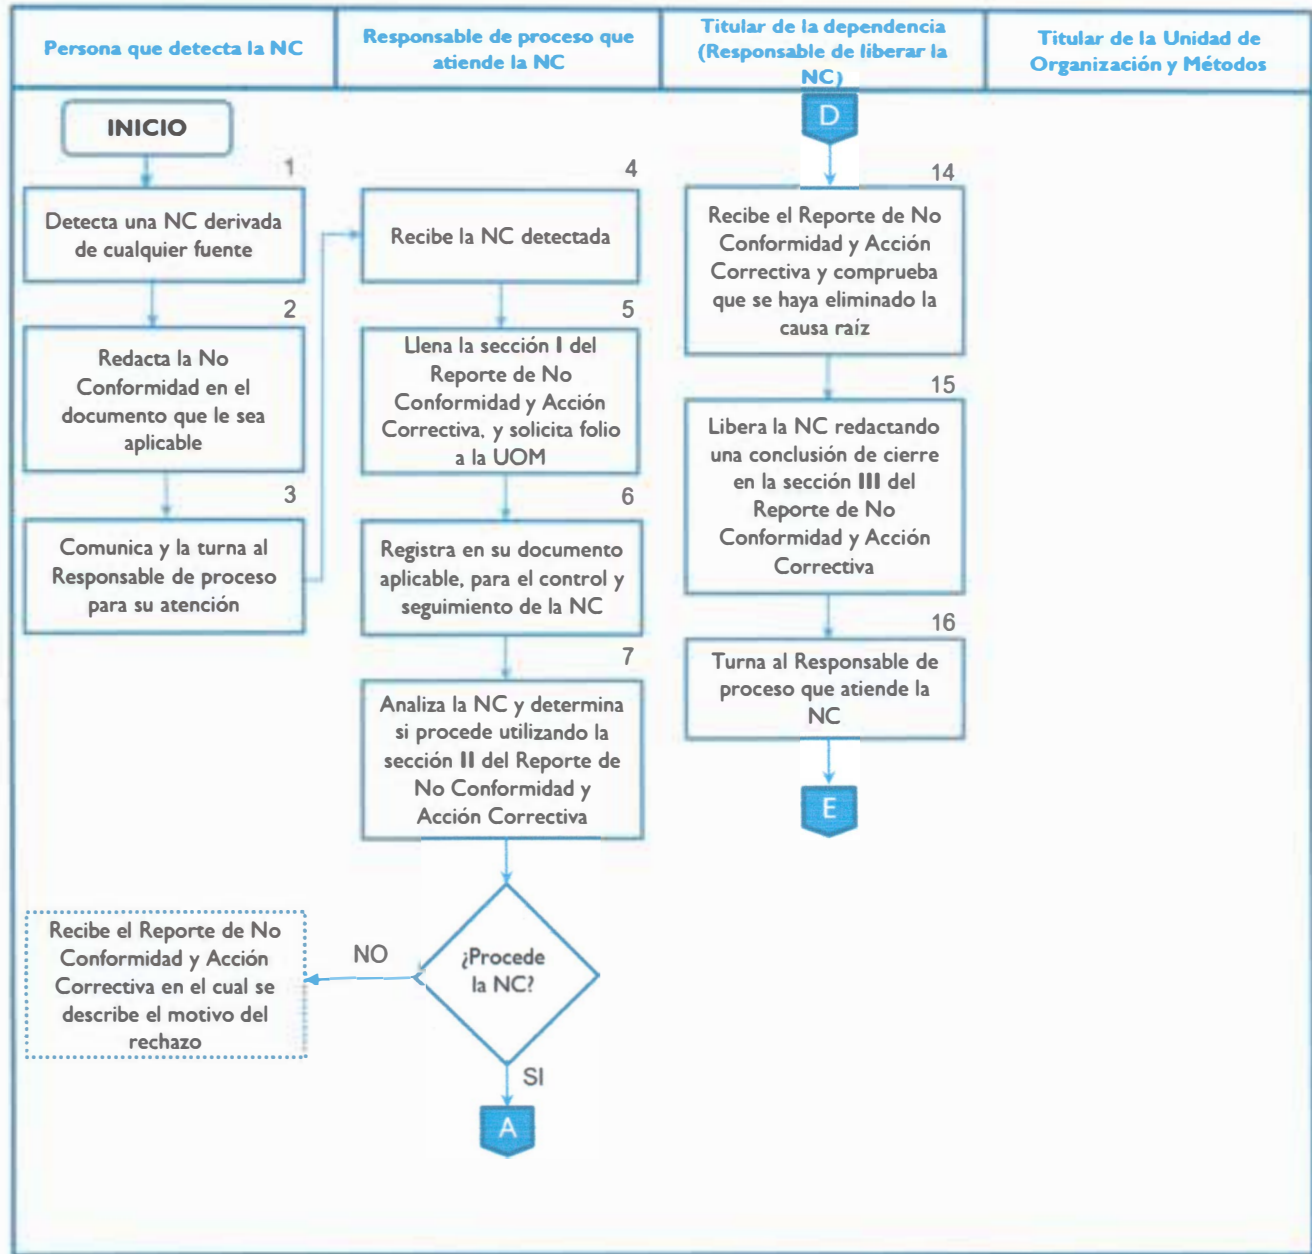 Persona que detecta la NC
Responsable de proceso que
atiende la NC
Titular de la dependencia
(Responsable de liberar la
NC)
Titular de la Unidad de
Organización y Métodos
INICIO
1
Detecta una NC derivada
de cualquier fuente
2
Redacta la No
Conformidad en el
documento que le sea
aplicable
3
Comunica y la turna al
Responsable de proceso
para su atención
Recibe el Reporte de No
Conformidad y Acción
Correctiva en el cual se
describe el motivo del
rechazo
4
Recibe la NC detectada
5
Llena la sección I del
Reporte de No
Conformidad y Acción
Correctiva, y solicita folio
a la UOM
6
Registra en su documento
aplicable, para el control y
seguimiento de la NC
7
Analiza la NC y determina
si procede utilizando la
sección II del Reporte de
No Conformidad y
Acción Correctiva
¿Procede
la NC?
NO
SI
A
D
14
Recibe el Reporte de No
Conformidad y Acción
Correctiva y comprueba
que se haya eliminado la
causa raíz
15
Libera la NC redactando
una conclusión de cierre
en la sección III del
Reporte de No
Conformidad y Acción
Correctiva
16
Turna al Responsable de
proceso que atiende la
NC
E